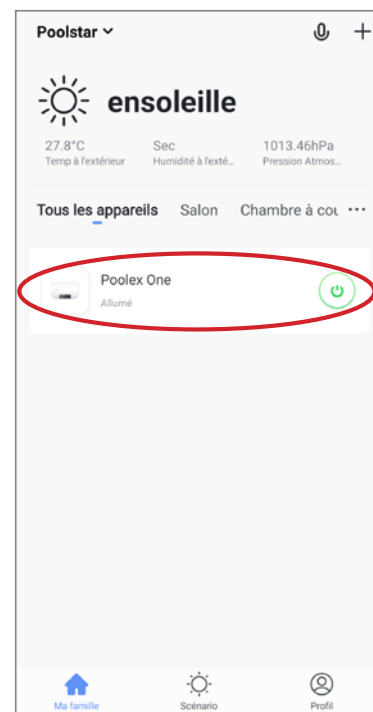 Poolstar
ensoleille
27.8°C Sec 1013.46hPa
Temp à l'extérieur Humidité à l'exté... Pression Atmos...
Tous les appareils Salon Chambre à cou ...
Poolex One
Allumé
Ma famille Scénario Profil